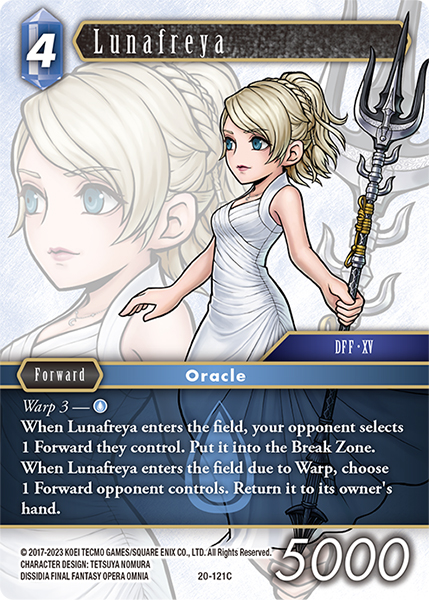 4
Lunafreya
DFF · XV
Forward
Oracle
Warp 3 —
When Lunafreya enters the field, your opponent selects
1 Forward they control. Put it into the Break Zone.
When Lunafreya enters the field due to Warp, choose
1 Forward opponent controls. Return it to its owner's
hand.
© 2017-2023 KOEI TECMO GAMES/SQUARE ENIX CO., LTD. All Rights Reserved.
CHARACTER DESIGN: TETSUYA NOMURA
DISSIDIA FINAL FANTASY OPERA OMNIA
20-121C
5000